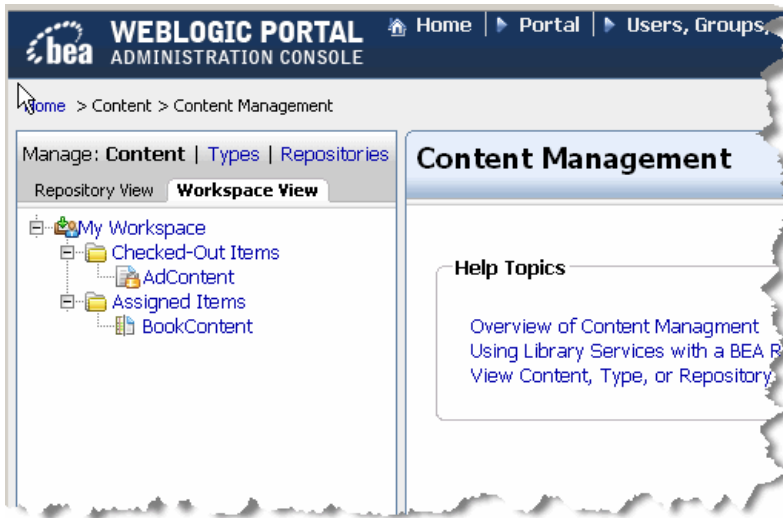 bea WEBLOGIC PORTAL
ADMINISTRATION CONSOLE
Home | Portal | Users, Groups,
Home > Content > Content Management
Manage: Content | Types | Repositories
Repository View Workspace View
My Workspace
Checked-Out Items
AdContent
Assigned Items
BookContent
Content Management
Help Topics
Overview of Content Managment
Using Library Services with a BEA R
View Content, Type, or Repository